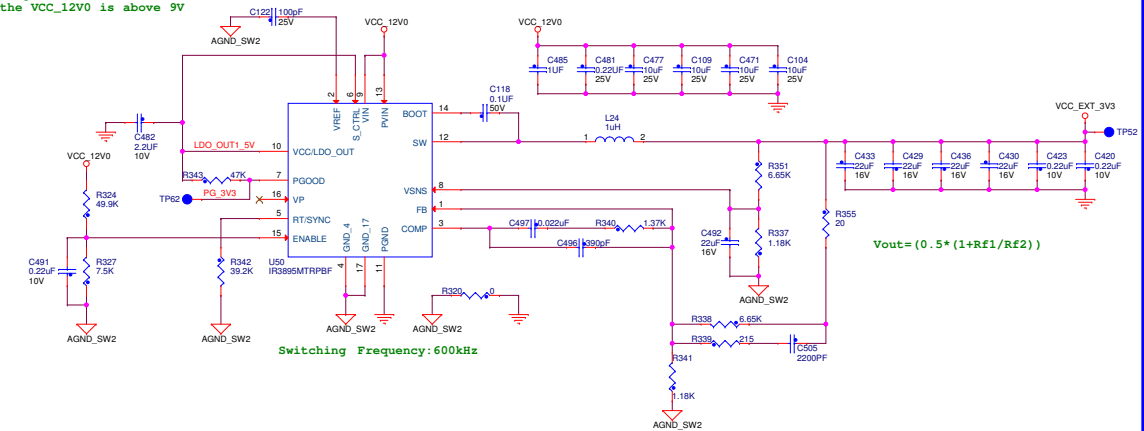 the VCC_12V0 is above 9V
C122
100pF
25V
AGND_SW2
VCC_12V0
VCC_12V0
C485
1UF
C481
0.22UF
25V
C477
10uF
25V
C109
10uF
25V
C471
10uF
25V
C104
10uF
25V
2
6
9
13
VREF
S_CTRL
VIN
PVIN
BOOT
14
C118
0.1UF
50V
SW
12
L24
1uH
1
2
VCC_EXT_3V3
TP52
C482
2.2UF
10V
LDO_OUT1_5V
10
VCC/LDO_OUT
VCC_12V0
R343
47K
7
PGOOD
TP62
PG_3V3
16
VP
5
RT/SYNC
15
ENABLE
R324
49.9K
C491
0.22uF
10V
R327
7.5K
R342
39.2K
AGND_SW2
AGND_SW2
U50
IR3895MTRPBF
VSNS
8
FB
1
COMP
3
GND_4
GND_17
PGND
4
17
11
AGND_SW2
R320
0
AGND_SW2
Switching Frequency:600kHz
C497
0.022uF
R340
1.37K
C496
390pF
R351
6.65K
C492
22uF
16V
R337
1.18K
AGND_SW2
R355
20
C433
22uF
16V
C429
22uF
16V
C436
22uF
16V
C430
22uF
16V
C423
0.22uF
10V
C420
0.22uF
10V
Vout=(0.5*(1+Rf1/Rf2))
R338
6.65K
R339
215
C505
2200PF
R341
1.18K
AGND_SW2